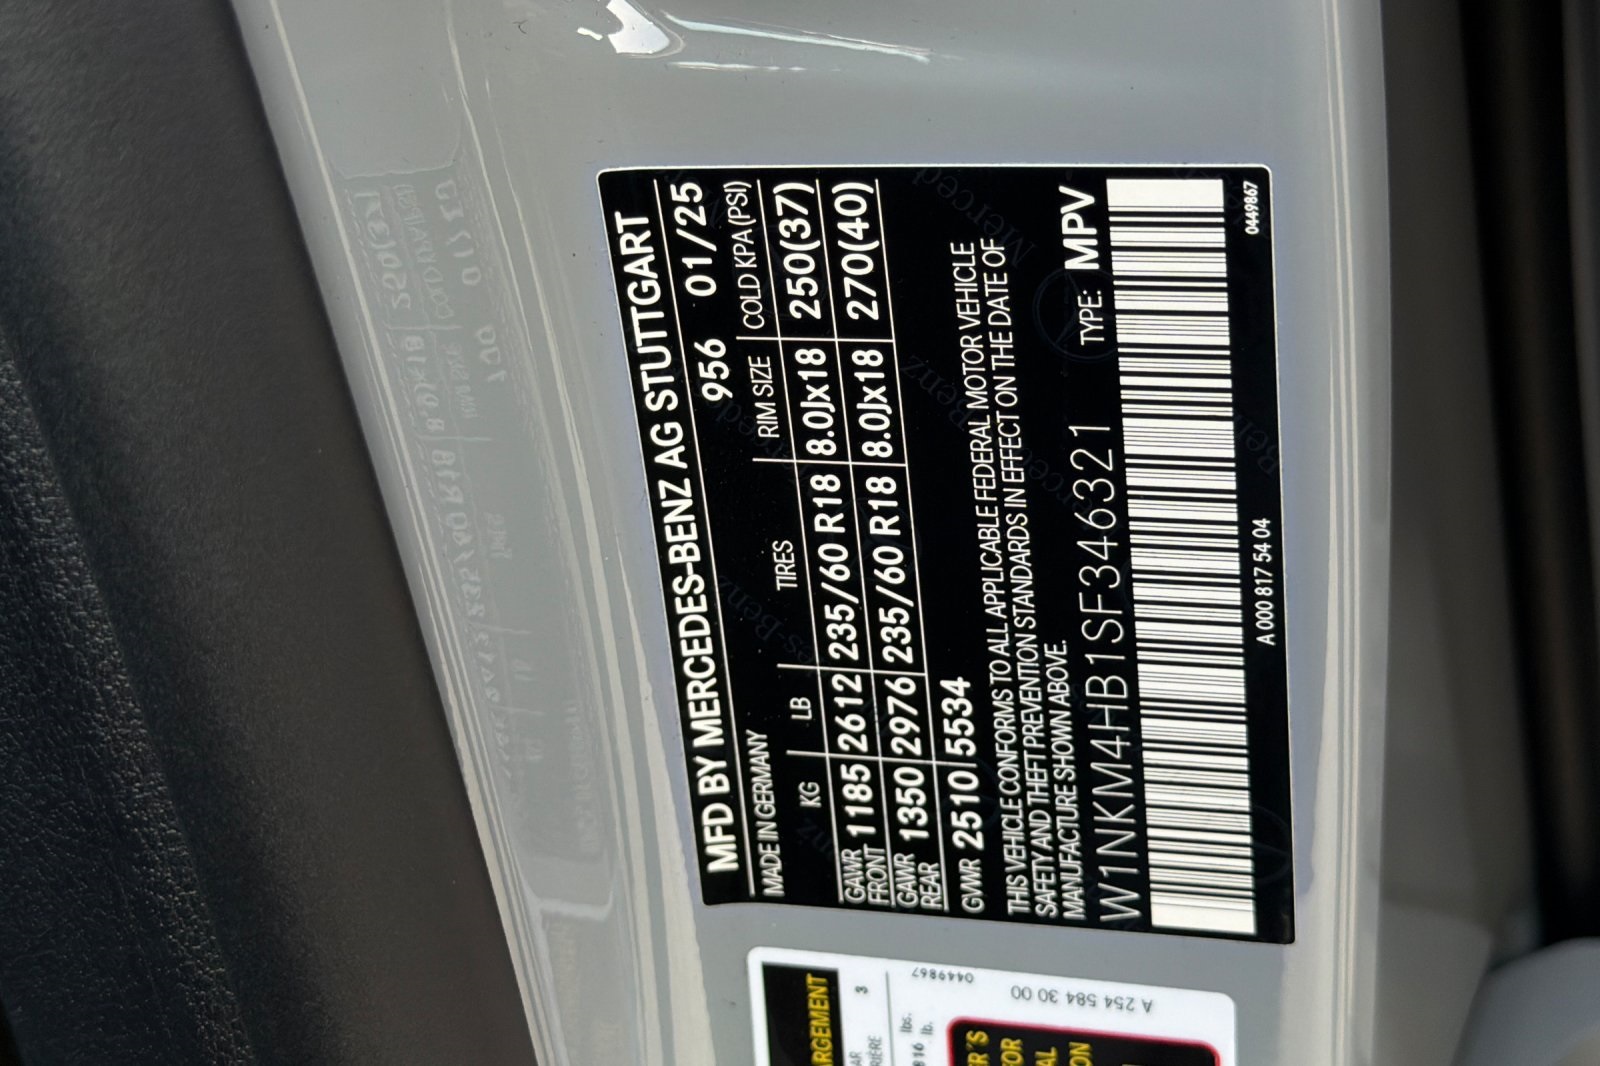 MFD BY MERCEDES-BENZ AG STUTTGART
MADE IN GERMANY 956 01/25
KG LB TIRES RIM SIZE COLD KPA(PSI)
GAWR FRONT 1185 2612 235/60 R18 8.0Jx18 250(37)
GAWR REAR 1350 2976 235/60 R18 8.0Jx18 270(40)
GVWR 2510 5534
THIS VEHICLE CONFORMS TO ALL APPLICABLE FEDERAL MOTOR VEHICLE
SAFETY AND THEFT PREVENTION STANDARDS IN EFFECT ON THE DATE OF
MANUFACTURE SHOWN ABOVE.
W1NKM4HB1SF346321 TYPE: MPV
A 000 817 54 04 0449867
3
816 lbs.
lb.
0449867
A 254 584 30 00